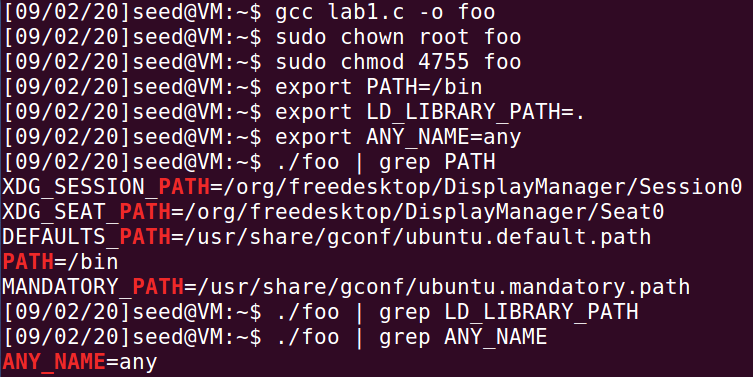 [09/02/20]seed@VM:~$ gcc lab1.c -o foo
[09/02/20]seed@VM:~$ sudo chown root foo
[09/02/20]seed@VM:~$ sudo chmod 4755 foo
[09/02/20]seed@VM:~$ export PATH=/bin
[09/02/20]seed@VM:~$ export LD_LIBRARY_PATH=.
[09/02/20]seed@VM:~$ export ANY_NAME=any
[09/02/20]seed@VM:~$ ./foo | grep PATH
XDG_SESSION_PATH=/org/freedesktop/DisplayManager/Session0
XDG_SEAT_PATH=/org/freedesktop/DisplayManager/Seat0
DEFAULTS_PATH=/usr/share/gconf/ubuntu.default.path
PATH=/bin
MANDATORY_PATH=/usr/share/gconf/ubuntu.mandatory.path
[09/02/20]seed@VM:~$ ./foo | grep LD_LIBRARY_PATH
[09/02/20]seed@VM:~$ ./foo | grep ANY_NAME
ANY_NAME=any